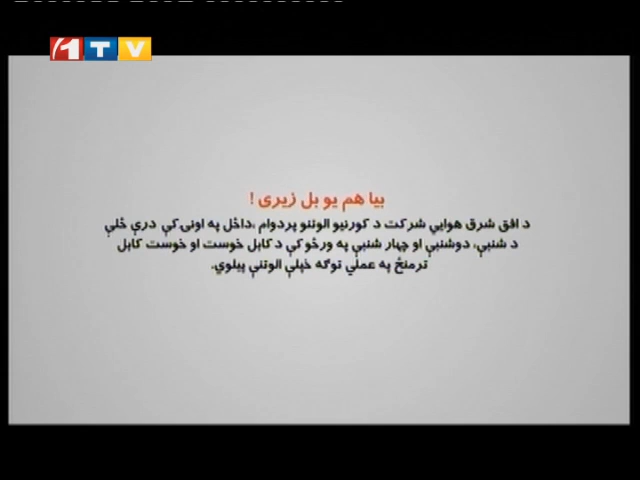 1TV
بیا هم یو بل زیری !
د افق شرق هوایي شرکت د کورنیو الوتنو پردوام ،داخل په اونۍ کې درې ځلې
د شنبې، دوشنبې او چهار شنبې په ورځو کې د کابل خوست او خوست کابل
ترمنځ په عملي توګه خپلې الوتنې پیلوي.